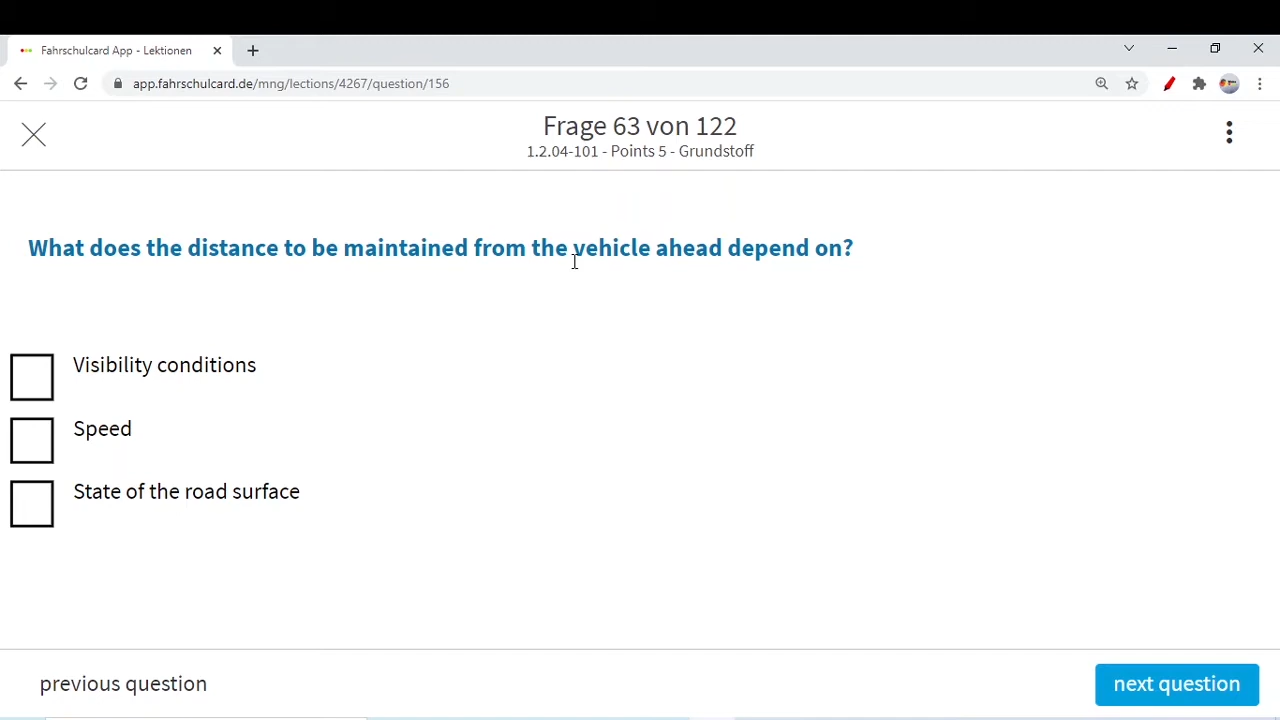 Fahrschulcard App - Lektionen
app.fahrschulcard.de/mng/lections/4267/question/156
Frage 63 von 122
1.2.04-101 - Points 5 - Grundstoff
What does the distance to be maintained from the vehicle ahead depend on?
Visibility conditions
Speed
State of the road surface
previous question
next question